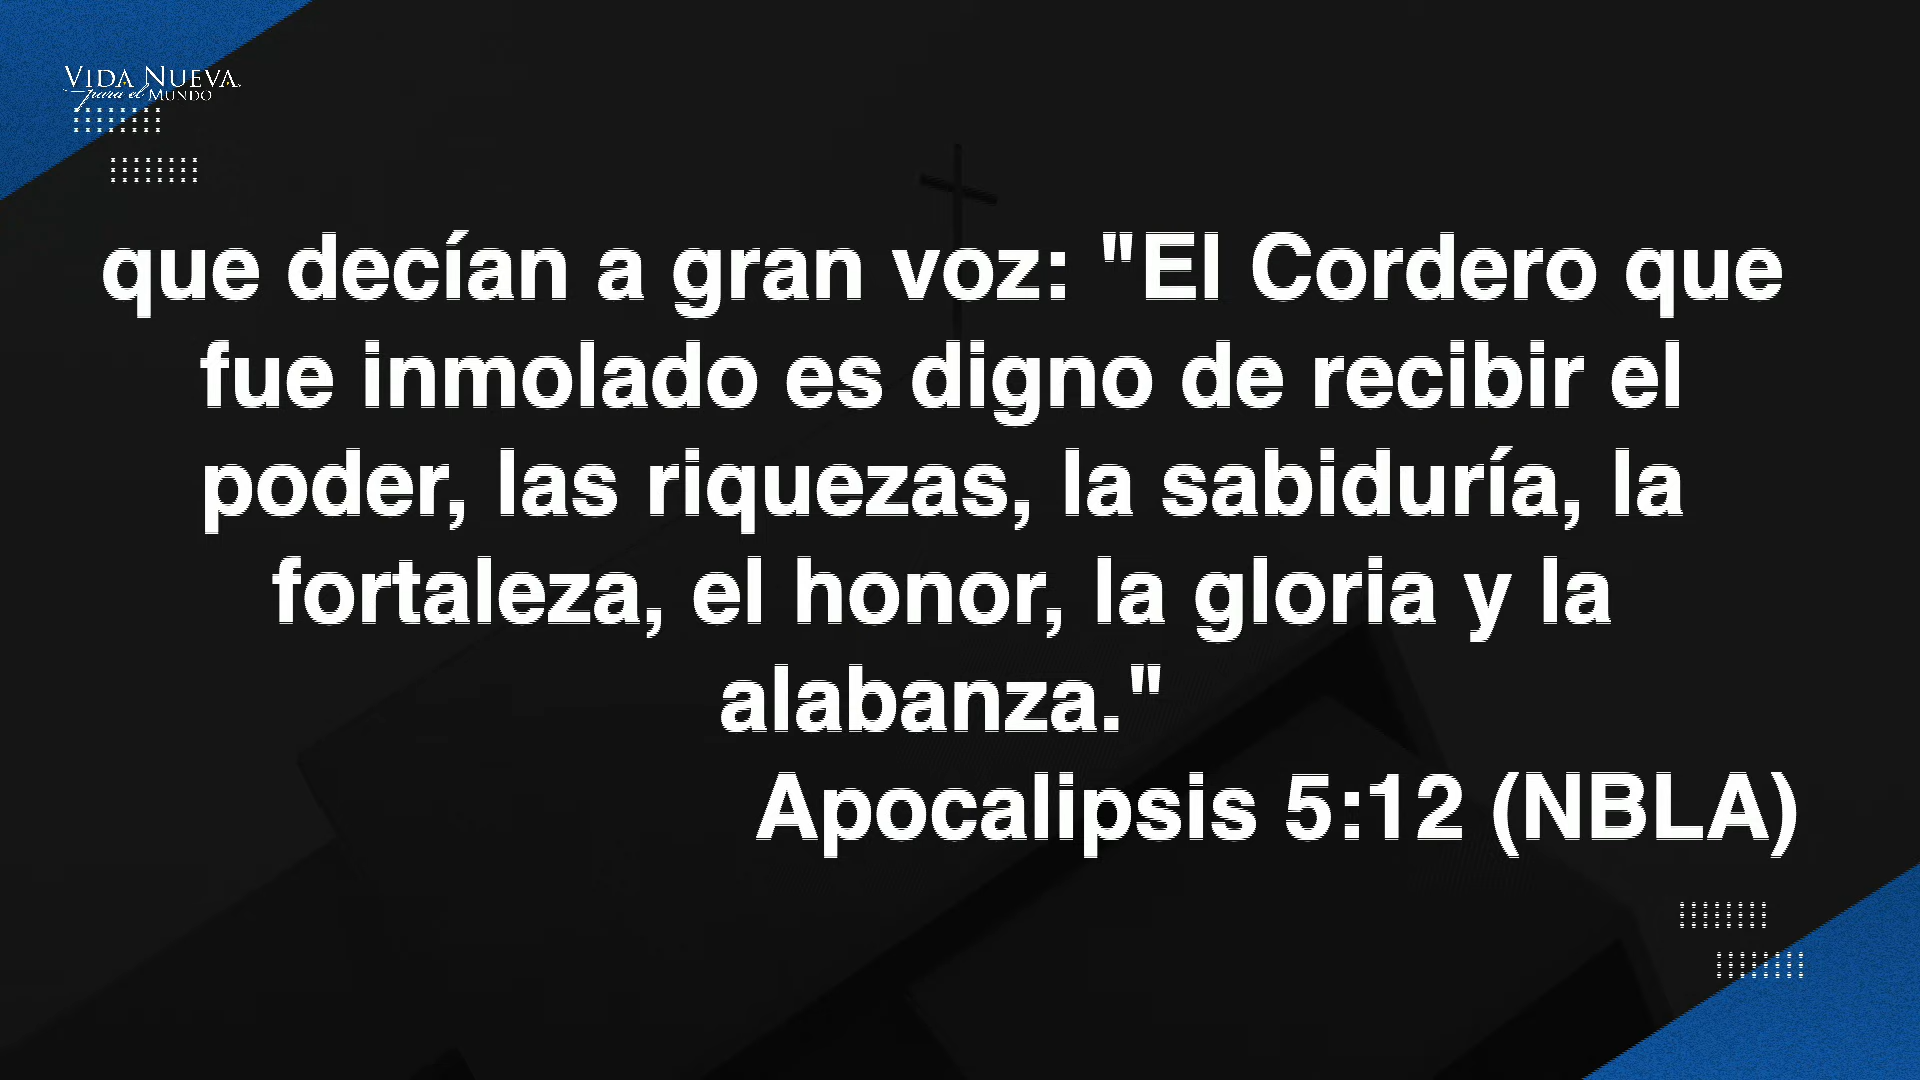 VIDA NUEVA
para el MUNDO
que decían a gran voz: "El Cordero que
fue inmolado es digno de recibir el
poder, las riquezas, la sabiduría, la
fortaleza, el honor, la gloria y la
alabanza."
Apocalipsis 5:12 (NBLA)